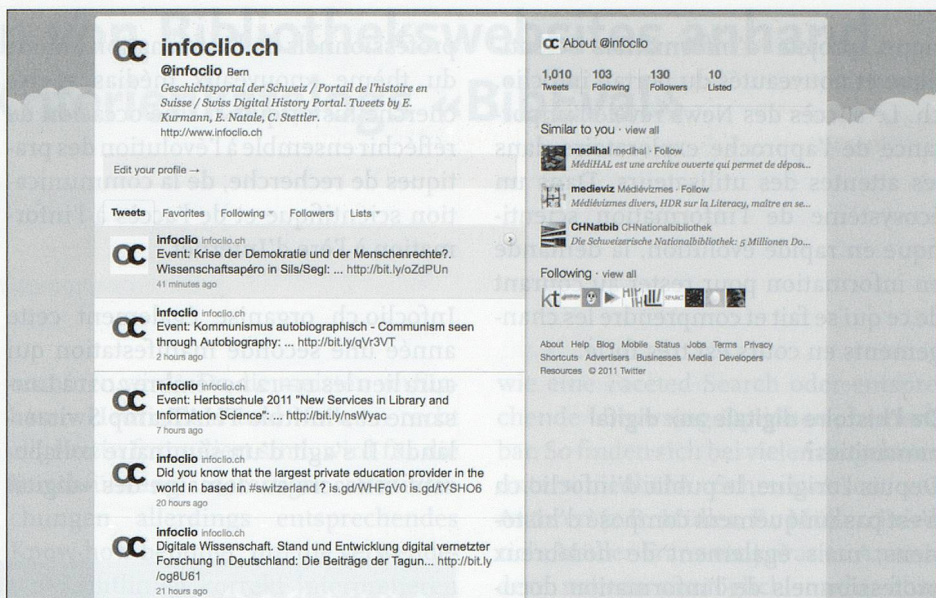 infoclio.ch
@infoclio Bern
Geschichtsportal der Schweiz / Portail de l'histoire en
Suisse / Swiss Digital History Portal. Tweets by E.
Kurmann, E. Natale, C. Stettler.
http://www.infoclio.ch
Edit your profile →
Tweets Favorites Following Followers Lists
infoclio infoclio.ch
Event: Krise der Demokratie und der Menschenrechte?.
Wissenschaftsapéro in Sils/Segl: ... http://bit.ly/oZdPUn
41 minutes ago
infoclio infoclio.ch
Event: Kommunismus autobiographisch - Communism seen
through Autobiography: ... http://bit.ly/qVr3VT
2 hours ago
infoclio infoclio.ch
Event: Herbstschule 2011 "New Services in Library and
Information Science": ... http://bit.ly/nsWyac
7 hours ago
infoclio infoclio.ch
Did you know that the largest private education provider in the
world in based in #switzerland ? is.gd/WHFgV0 is.gd/tYSHO6
20 hours ago
infoclio infoclio.ch
Digitale Wissenschaft. Stand und Entwicklung digital vernetzter
Forschung in Deutschland: Die Beiträge der Tagun... http://bit.ly
/og8U61
21 hours ago
About @infoclio
1,010 103 130 10
Tweets Following Followers Listed
Similar to you · view all
medihal medihal · Follow
MédiHAL est une archive ouverte qui permet de dépos...
medieviz Médiévizmes · Follow
Médiévizmes divers, HDR sur la Literacy, maître en se...
CHNatbib CHNationalbibliothek
Die Schweizerische Nationalbibliothek: 5 Millionen Do...
Following · view all
About Help Blog Mobile Status Jobs Terms Privacy
Shortcuts Advertisers Businesses Media Developers
Resources © 2011 Twitter